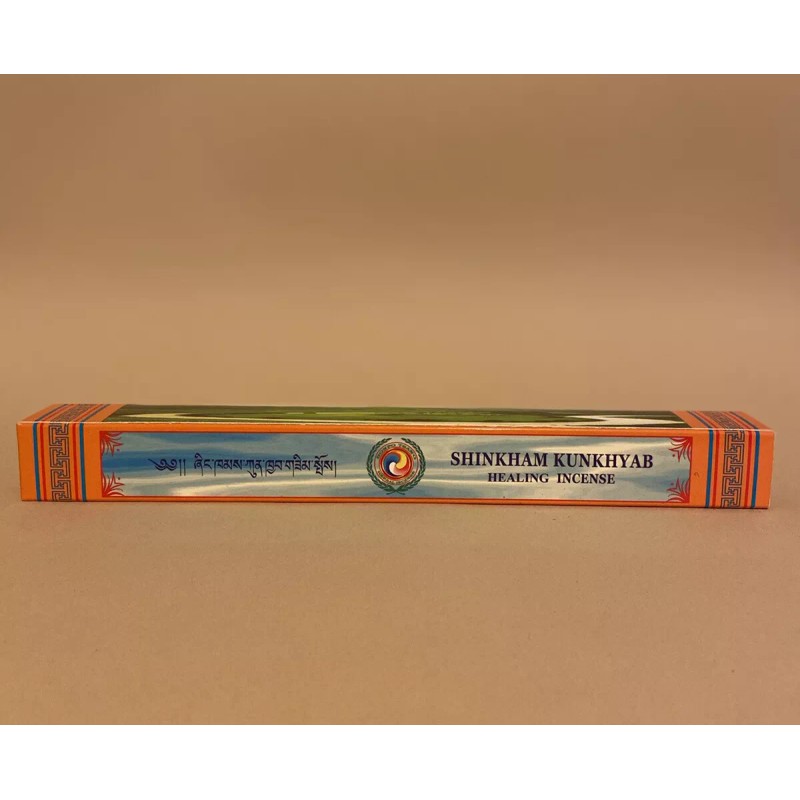 ༄༅།། ཞིང་ཁམས་ཀུན་ཁྱབ་གཟིམ་སྤོས།
SHINKHAM KUNKHYAB
HEALING INCENSE